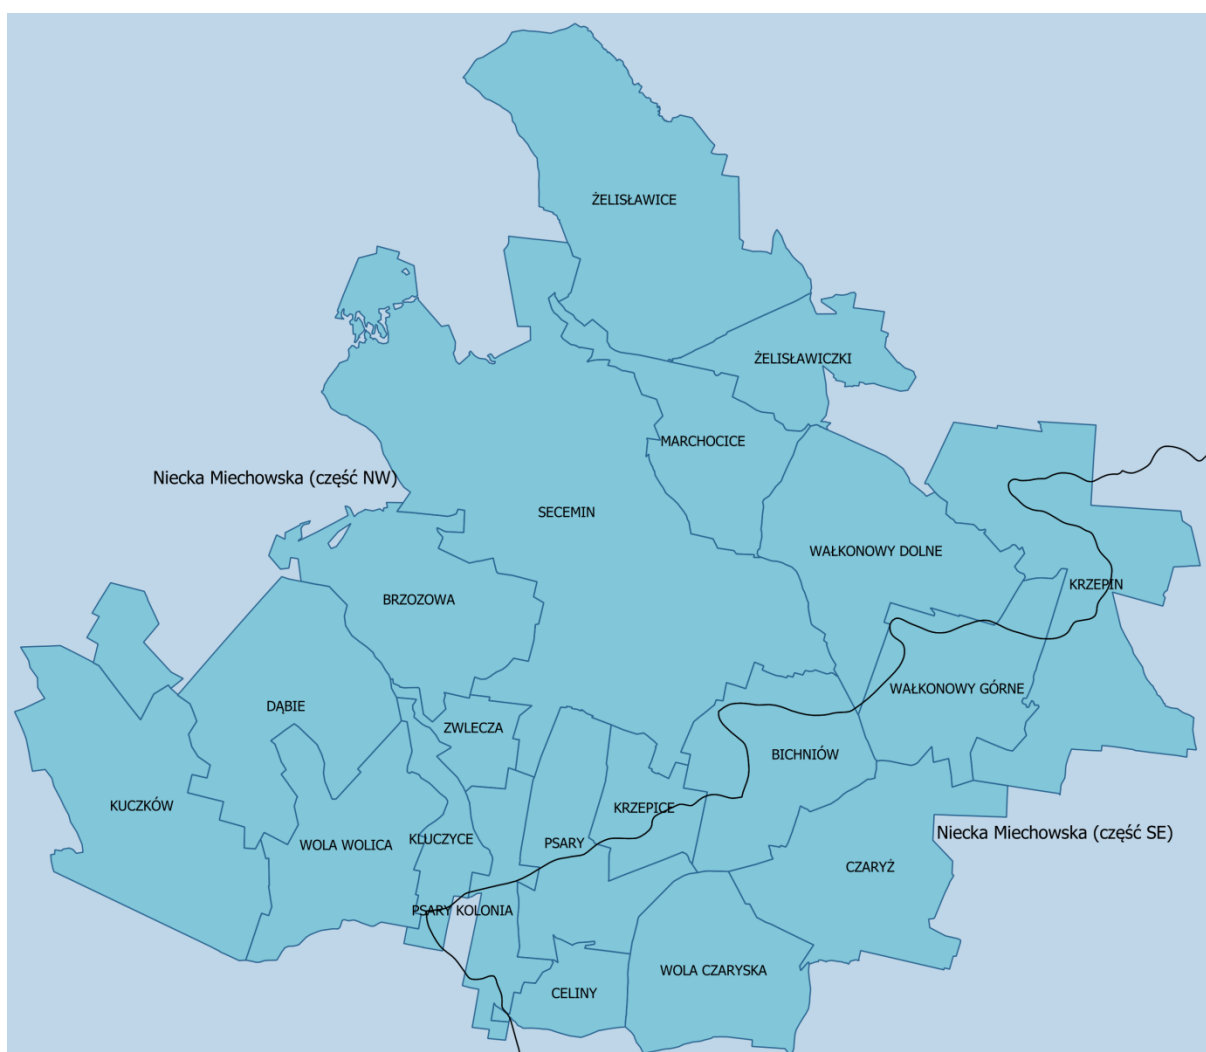 ŻELISŁAWICE
ŻELISŁAWICZKI
MARCHOCICE
Niecka Miechowska (część NW)
SECEMIN
WAŁKONOWY DOLNE
KRZEPIN
BRZOZOWA
WAŁKONOWY GÓRNE
DĄBIE
ZWLECZA
BICHNIÓW
KUCZKÓW
KRZEPICE
Niecka Miechowska (część SE)
WOLA WOLICA
KLUCZYCE
PSARY
CZARYŻ
PSARY KOLONIA
WOLA CZARYSKA
CELINY